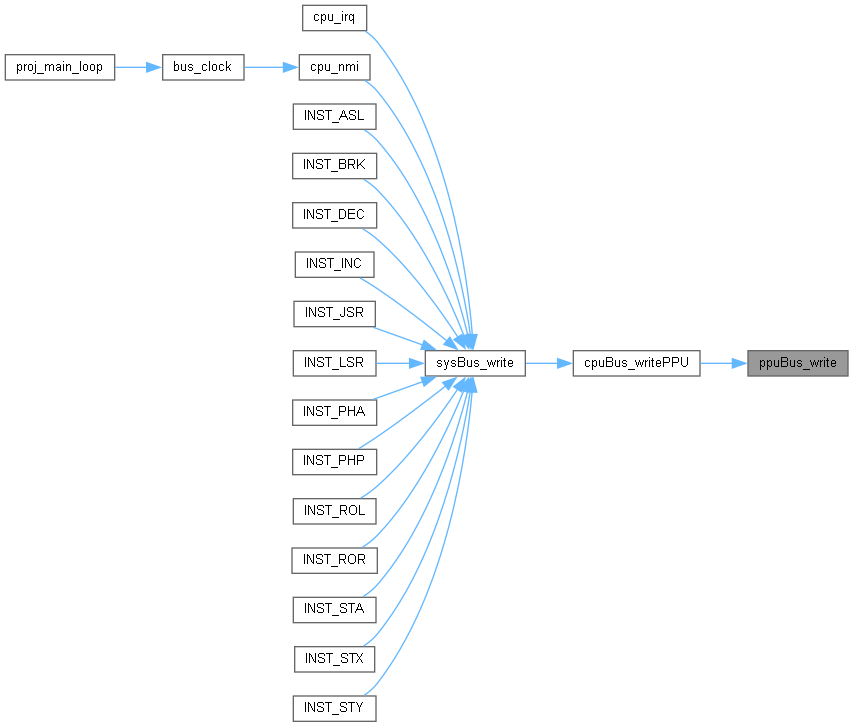 cpu_irq
proj_main_loop
bus_clock
cpu_nmi
INST_ASL
INST_BRK
INST_DEC
INST_INC
INST_JSR
INST_LSR
sysBus_write
cpuBus_writePPU
ppuBus_write
INST_PHA
INST_PHP
INST_ROL
INST_ROR
INST_STA
INST_STX
INST_STY